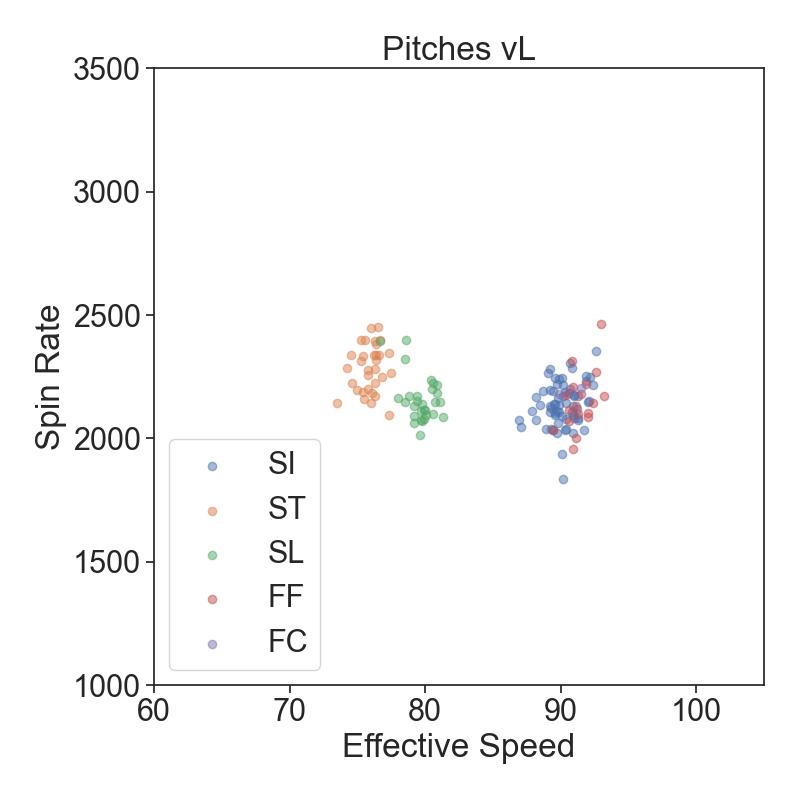 Pitches vL
3500
3000
2500
2000
1500
1000
Spin Rate
SI
ST
SL
FF
FC
60 70 80 90 100
Effective Speed